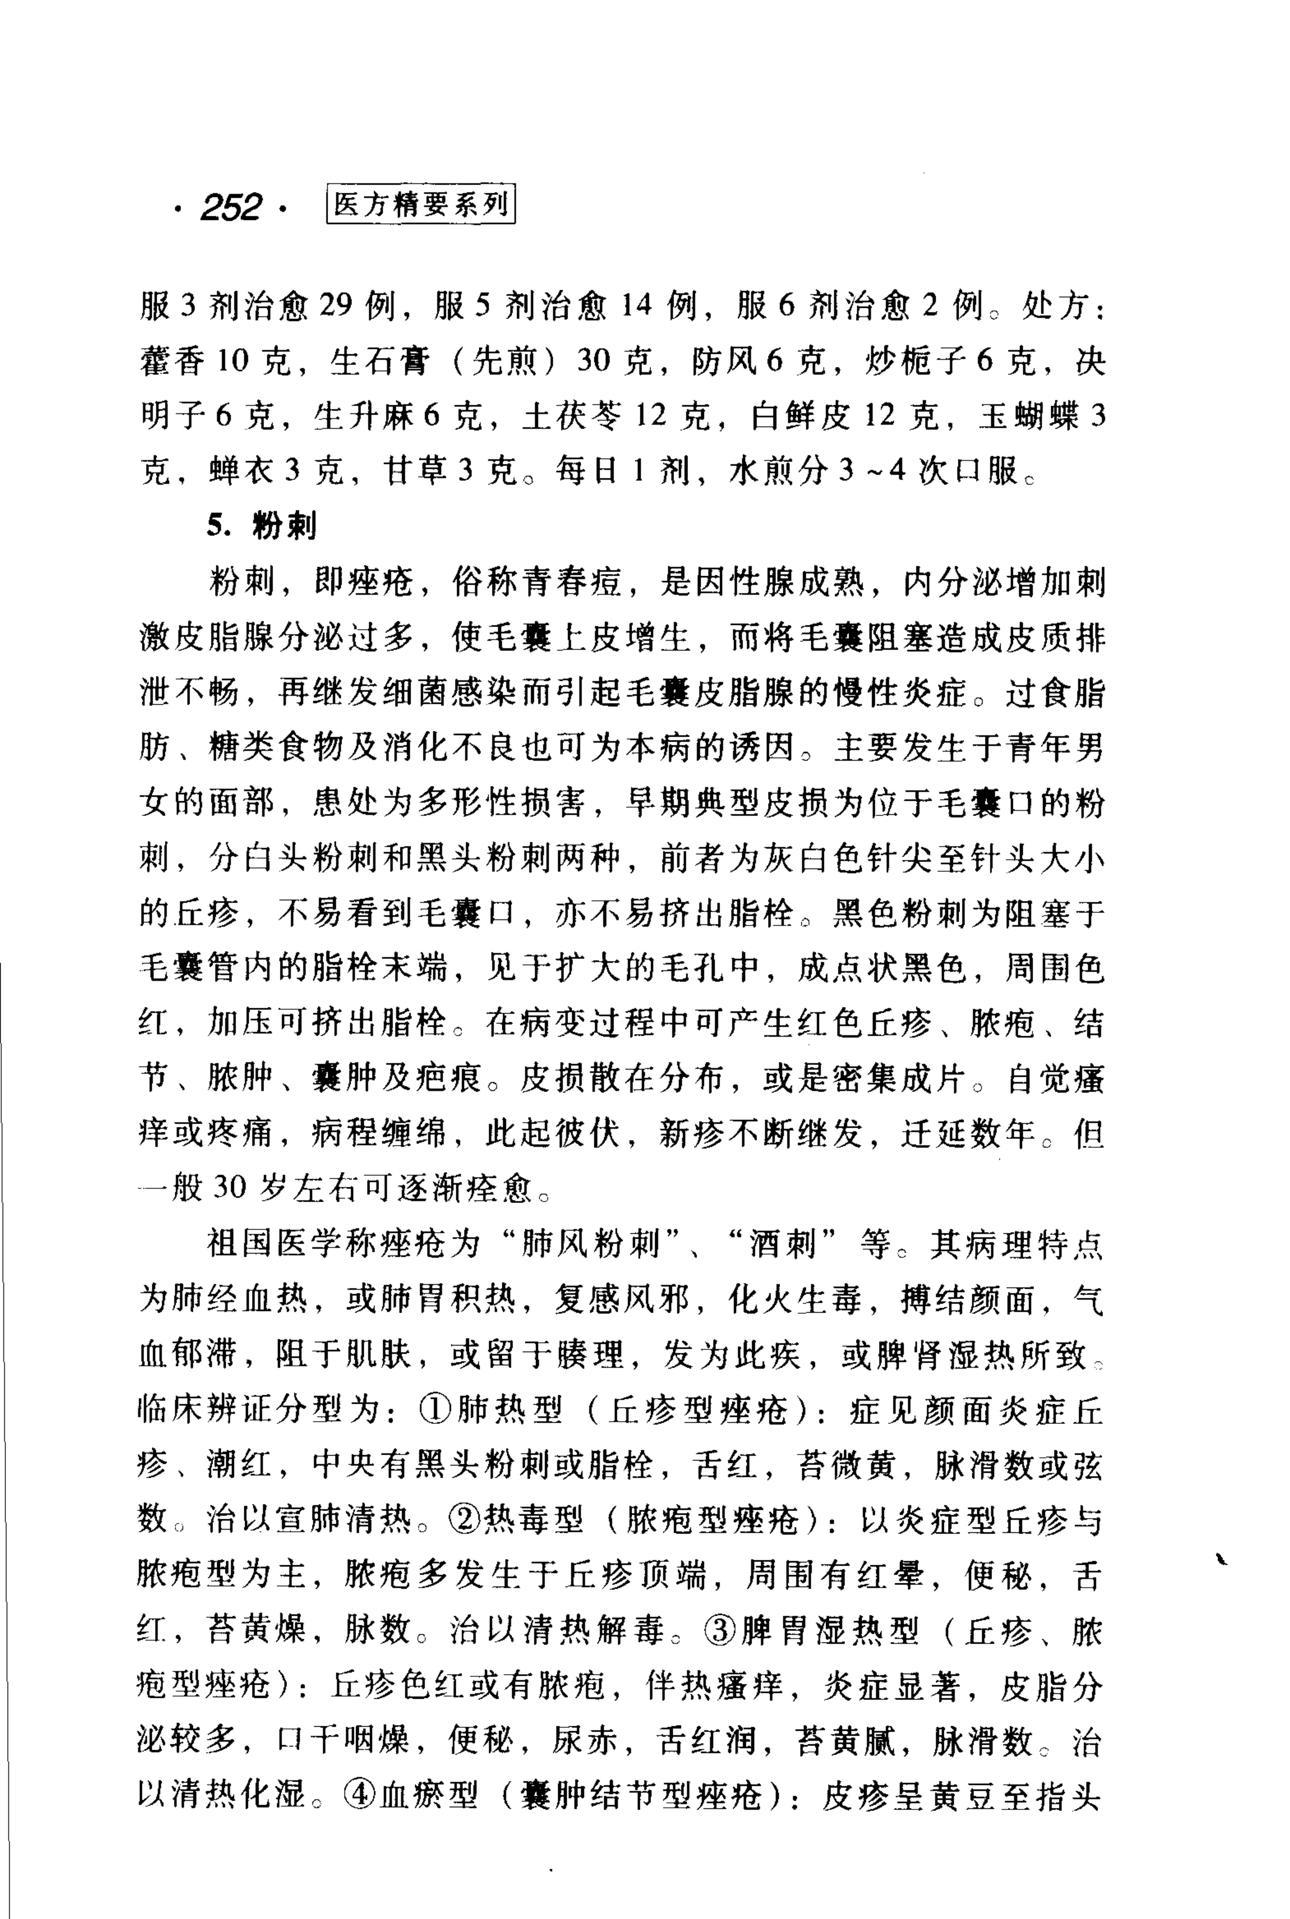 · 252 · 医方精要系列
服 3 剂治愈 29 例，服 5 剂治愈 14 例，服 6 剂治愈 2 例。处方：
藿香 10 克，生石膏（先煎）30 克，防风 6 克，炒栀子 6 克，决
明子 6 克，生升麻 6 克，土茯苓 12 克，白鲜皮 12 克，玉蝴蝶 3
克，蝉衣 3 克，甘草 3 克。每日 1 剂，水煎分 3～4 次口服。
5. 粉刺
粉刺，即痤疮，俗称青春痘，是因性腺成熟，内分泌增加刺
激皮脂腺分泌过多，使毛囊上皮增生，而将毛囊阻塞造成皮质排
泄不畅，再继发细菌感染而引起毛囊皮脂腺的慢性炎症。过食脂
肪、糖类食物及消化不良也可为本病的诱因。主要发生于青年男
女的面部，患处为多形性损害，早期典型皮损为位于毛囊口的粉
刺，分白头粉刺和黑头粉刺两种，前者为灰白色针尖至针头大小
的丘疹，不易看到毛囊口，亦不易挤出脂栓。黑色粉刺为阻塞于
毛囊管内的脂栓末端，见于扩大的毛孔中，成点状黑色，周围色
红，加压可挤出脂栓。在病变过程中可产生红色丘疹、脓疱、结
节、脓肿、囊肿及疤痕。皮损散在分布，或是密集成片。自觉瘙
痒或疼痛，病程缠绵，此起彼伏，新疹不断继发，迁延数年。但
一般 30 岁左右可逐渐痊愈。
祖国医学称痤疮为“肺风粉刺”、“酒刺”等。其病理特点
为肺经血热，或肺胃积热，复感风邪，化火生毒，搏结颜面，气
血郁滞，阻于肌肤，或留于腠理，发为此疾，或脾肾湿热所致。
临床辨证分型为：①肺热型（丘疹型痤疮）：症见颜面炎症丘
疹、潮红，中央有黑头粉刺或脂栓，舌红，苔微黄，脉滑数或弦
数。治以宣肺清热。②热毒型（脓疱型痤疮）：以炎症型丘疹与
脓疱型为主，脓疱多发生于丘疹顶端，周围有红晕，便秘，舌
红，苔黄燥，脉数。治以清热解毒。③脾胃湿热型（丘疹、脓
疱型痤疮）：丘疹色红或有脓疱，伴热瘙痒，炎症显著，皮脂分
泌较多，口干咽燥，便秘，尿赤，舌红润，苔黄腻，脉滑数。治
以清热化湿。④血瘀型（囊肿结节型痤疮）：皮疹呈黄豆至指头